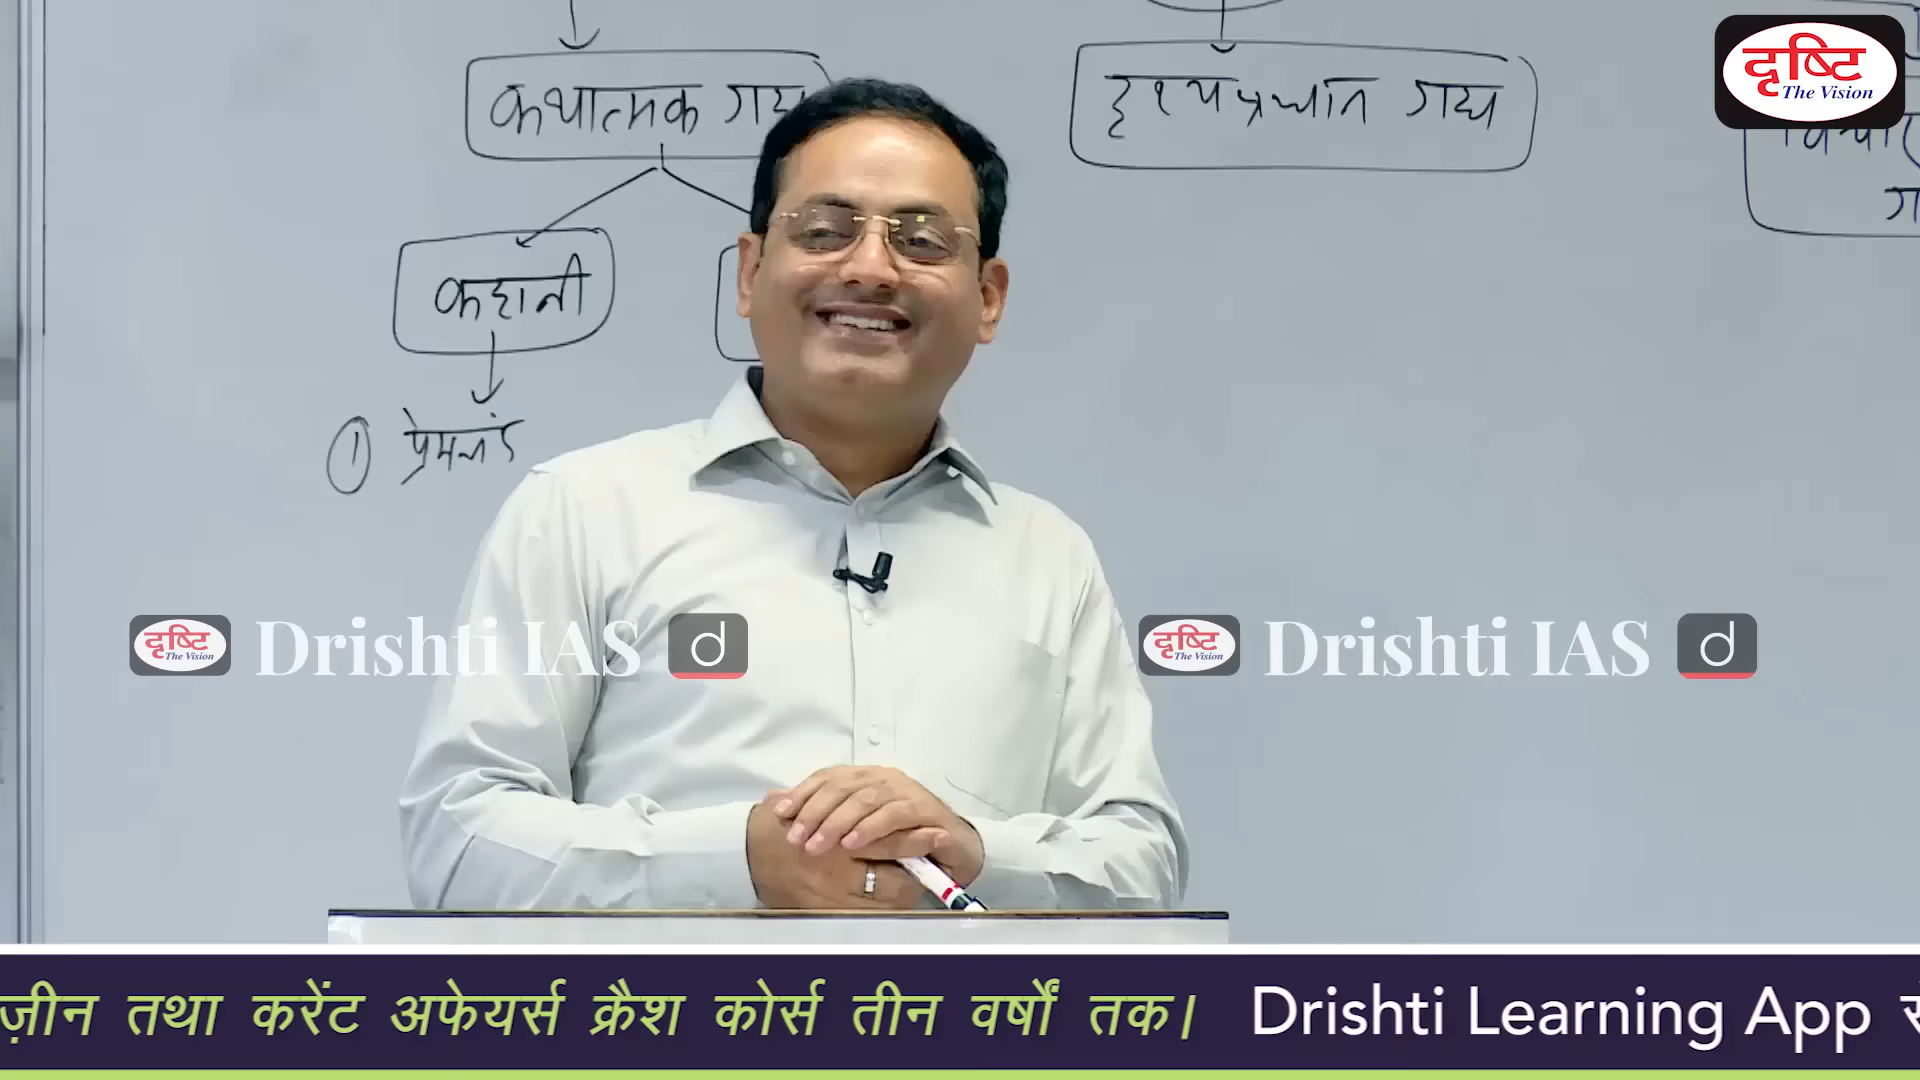 कथात्मक गद्य
दृश्यप्रधान गद्य
दृष्टि
The Vision
कहानी
① प्रेमचंद
दृष्टि
The Vision
Drishti IAS
d
दृष्टि
The Vision
Drishti IAS
d
तथा करेंट अफेयर्स क्रैश कोर्स तीन वर्षों तक। Drishti Learning App